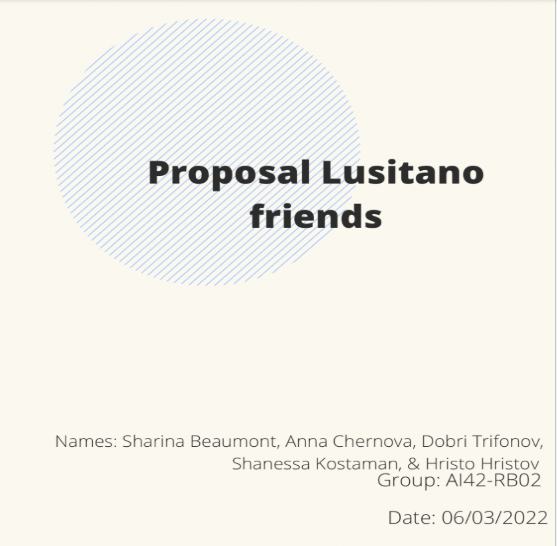 Proposal Lusitano
friends
Names: Sharina Beaumont, Anna Chernova, Dobri Trifonov,
Shanessa Kostaman, & Hristo Hristov
Group: AI42-RB02
Date: 06/03/2022